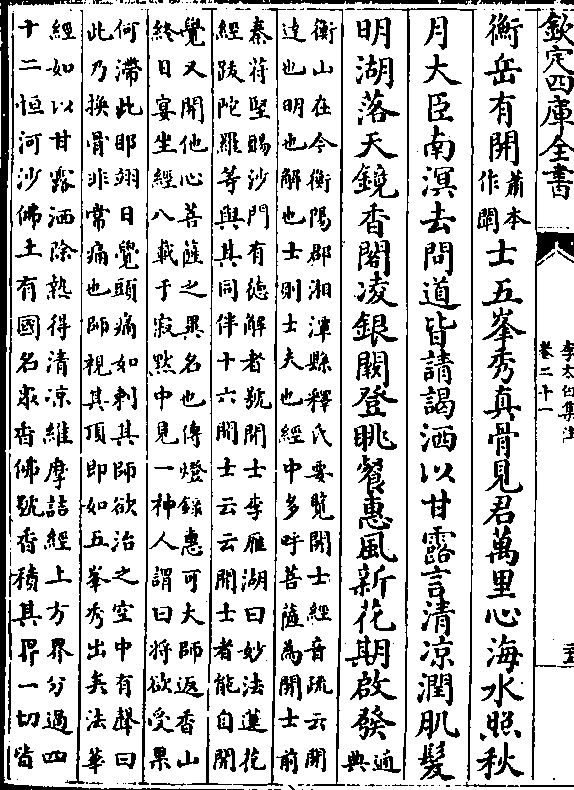 欽定四庫全書
李太白集注
卷二十一
衡岳有開蕭本作闡士五峯秀真骨見君萬里心海水照秋
月大臣南溟去問道皆請謁洒以甘露言清凉潤肌髮
明湖落天鏡香閣凌銀闕登眺餐惠風新花期啟發通典
衡山在今衡陽郡湘潭縣釋氏要覽開士經音疏云開
達也明也解也士則士夫也經中多呼菩薩為開士前
秦苻堅賜沙門有德解者號開士李雁湖曰妙法蓮花
經跋陀羅等與其同伴十六開士云云開士者能自開
覺又開他心菩薩之異名也傳燈錄惠可大師返香山
終日宴坐經八載于寂默中見一神人謂曰將欲受果
何滯此耶翊日覺頭痛如刺其師欲治之空中有聲曰
此乃換骨非常痛也師視其頂即如五峯秀出矣法華
經如以甘露洒除熱得清凉維摩詰經上方界分過四
十二恒河沙佛土有國名衆香佛號香積其界一切皆